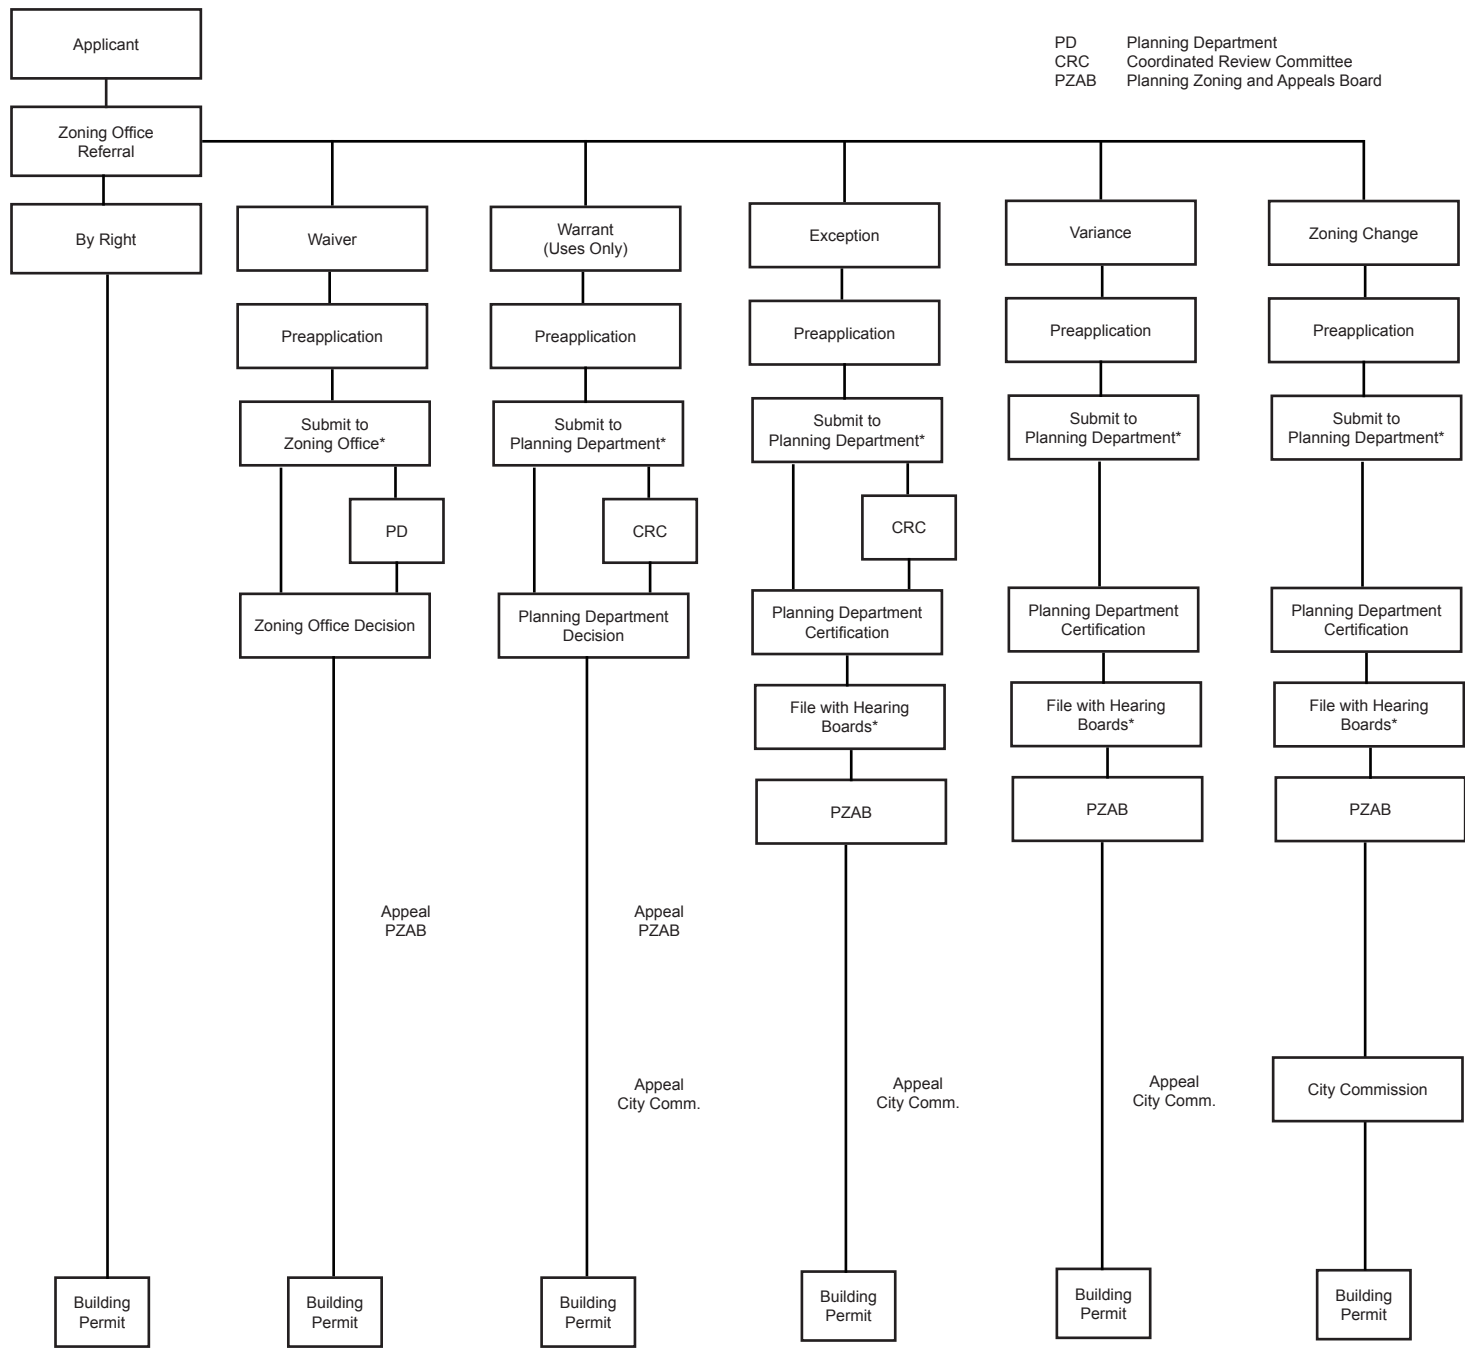 Applicant
PD Planning Department
CRC Coordinated Review Committee
PZAB Planning Zoning and Appeals Board
Zoning Office
Referral
By Right
Waiver
Warrant
(Uses Only)
Exception
Variance
Zoning Change
Preapplication
Preapplication
Preapplication
Preapplication
Preapplication
Submit to
Zoning Office*
Submit to
Planning Department*
Submit to
Planning Department*
Submit to
Planning Department*
Submit to
Planning Department*
PD
CRC
CRC
Zoning Office Decision
Planning Department
Decision
Planning Department
Certification
Planning Department
Certification
Planning Department
Certification
File with Hearing
Boards*
File with Hearing
Boards*
File with Hearing
Boards*
PZAB
PZAB
PZAB
Appeal
PZAB
Appeal
PZAB
Appeal
City Comm.
Appeal
City Comm.
Appeal
City Comm.
City Commission
Building
Permit
Building
Permit
Building
Permit
Building
Permit
Building
Permit
Building
Permit